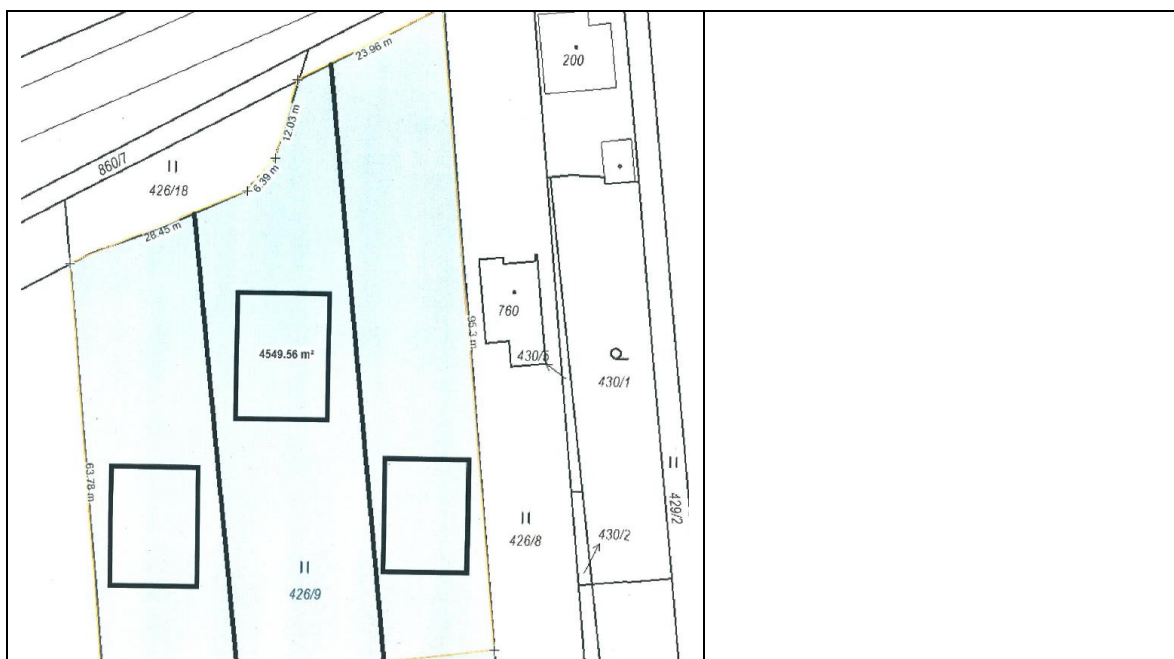 23.96 m
200
12.03 m
860/7
II
426/18
6.39 m
28.45 m
760
4549.56 m²
95.3 m
430/5
430/1
63.78 m
II
429/2
II
426/8
430/2
II
426/9